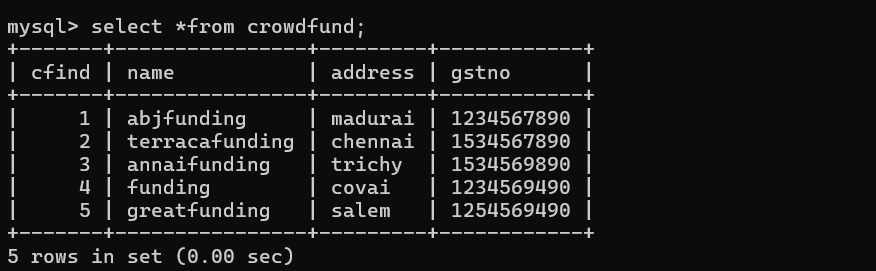 mysql> select *from crowdfund;
+-------+----------------+---------+------------+
| cfind | name           | address | gstno      |
+-------+----------------+---------+------------+
|     1 | abjfunding     | madurai | 1234567890 |
|     2 | terracafunding | chennai | 1534567890 |
|     3 | annaifunding   | trichy  | 1534569890 |
|     4 | funding        | covai   | 1234569490 |
|     5 | greatfunding   | salem   | 1254569490 |
+-------+----------------+---------+------------+
5 rows in set (0.00 sec)